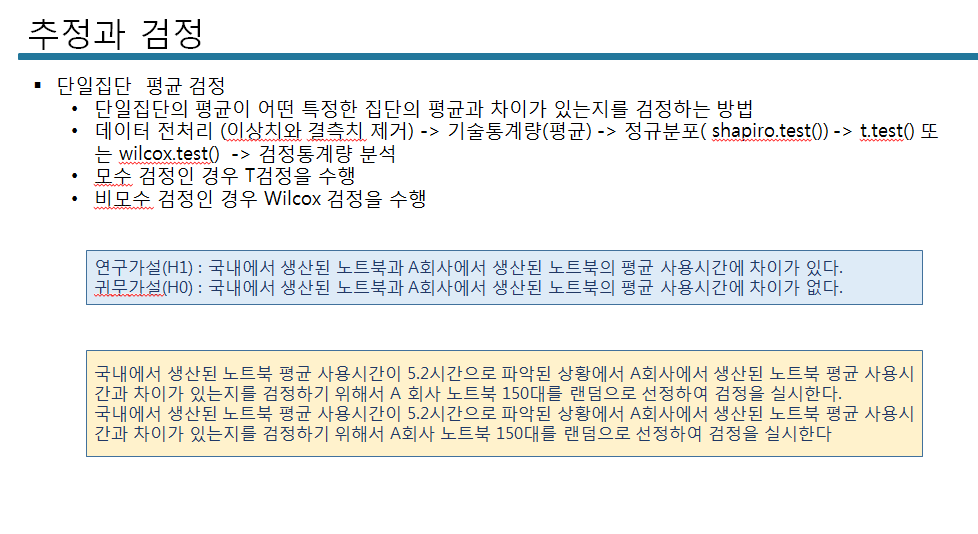 추정과 검정
▪ 단일집단 평균 검정
• 단일집단의 평균이 어떤 특정한 집단의 평균과 차이가 있는지를 검정하는 방법
• 데이터 전처리 (이상치와 결측치 제거) -> 기술통계량(평균) -> 정규분포( shapiro.test()) -> t.test() 또
는 wilcox.test() -> 검정통계량 분석
• 모수 검정인 경우 T검정을 수행
• 비모수 검정인 경우 Wilcox 검정을 수행
연구가설(H1) : 국내에서 생산된 노트북과 A회사에서 생산된 노트북의 평균 사용시간에 차이가 있다.
귀무가설(H0) : 국내에서 생산된 노트북과 A회사에서 생산된 노트북의 평균 사용시간에 차이가 없다.
국내에서 생산된 노트북 평균 사용시간이 5.2시간으로 파악된 상황에서 A회사에서 생산된 노트북 평균 사용시
간과 차이가 있는지를 검정하기 위해서 A 회사 노트북 150대를 랜덤으로 선정하여 검정을 실시한다.
국내에서 생산된 노트북 평균 사용시간이 5.2시간으로 파악된 상황에서 A회사에서 생산된 노트북 평균 사용시
간과 차이가 있는지를 검정하기 위해서 A회사 노트북 150대를 랜덤으로 선정하여 검정을 실시한다